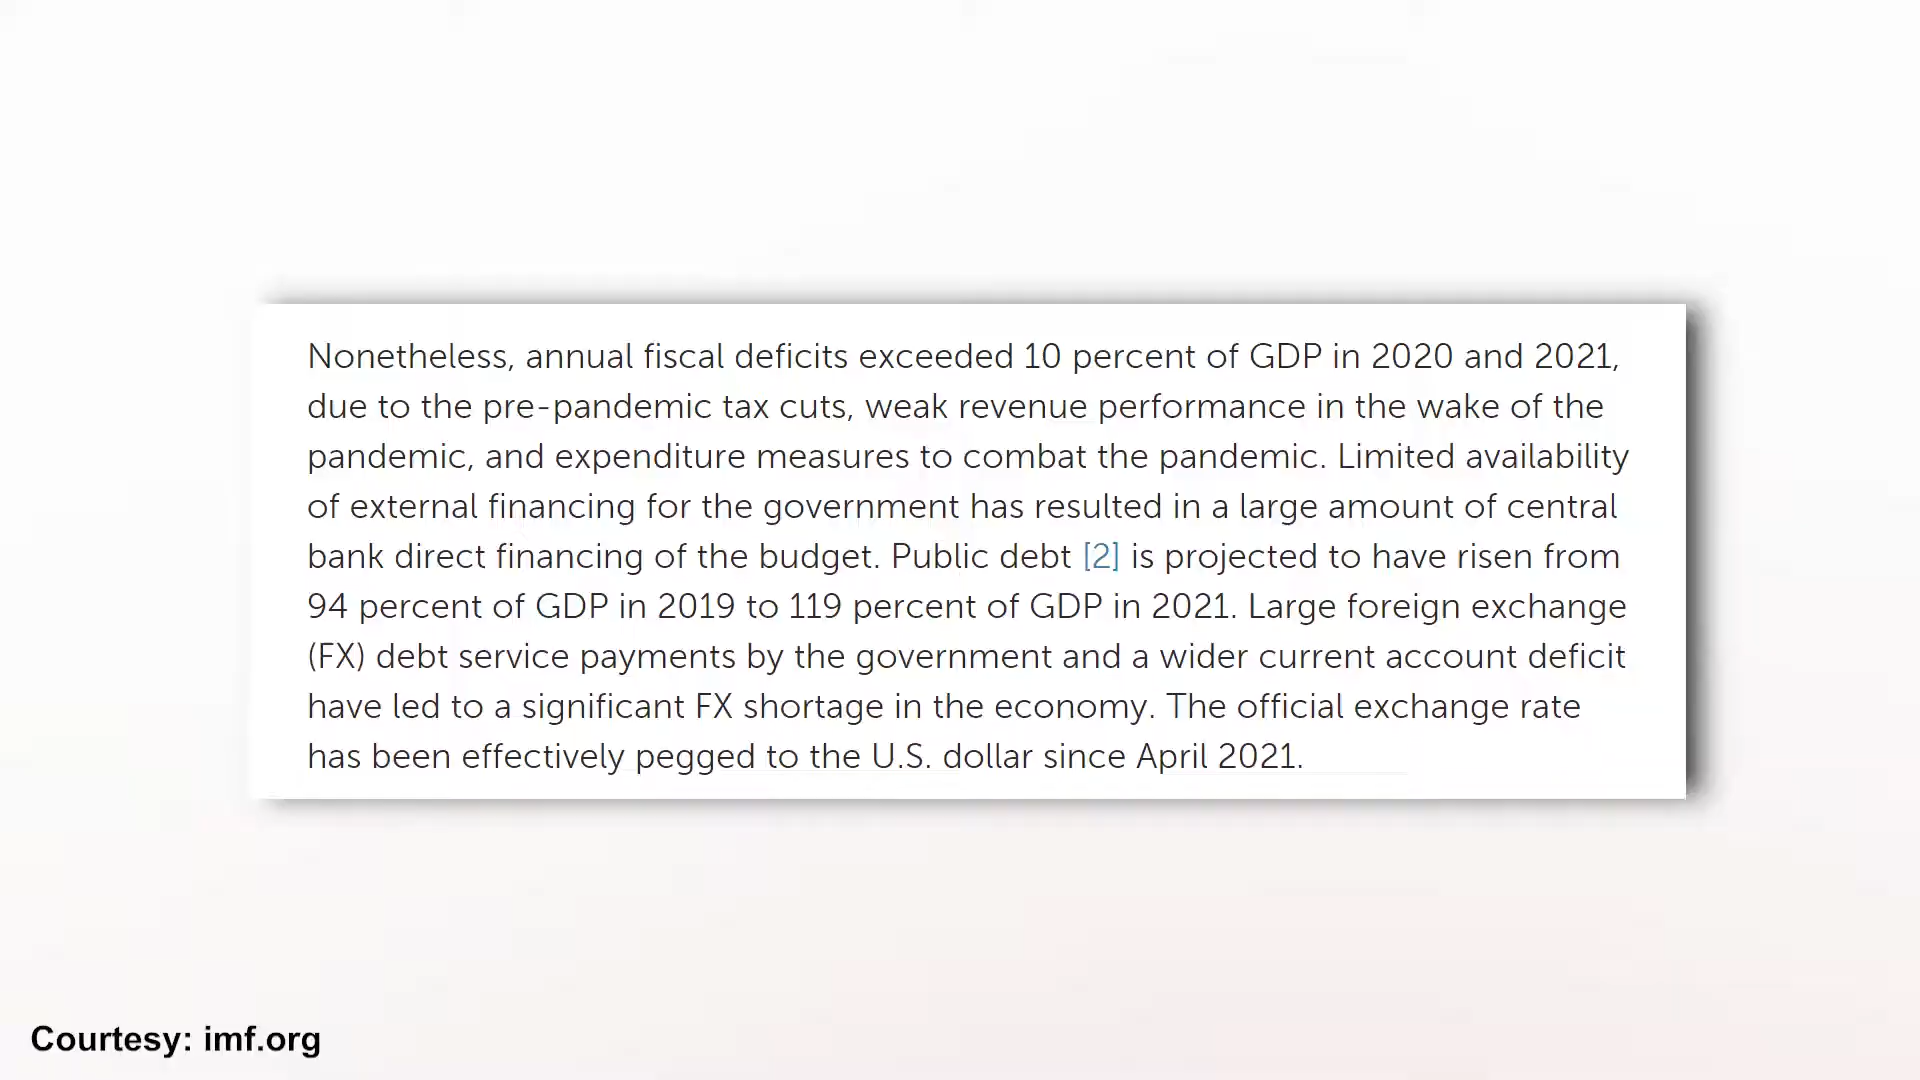 Nonetheless, annual fiscal deficits exceeded 10 percent of GDP in 2020 and 2021,
due to the pre-pandemic tax cuts, weak revenue performance in the wake of the
pandemic, and expenditure measures to combat the pandemic. Limited availability
of external financing for the government has resulted in a large amount of central
bank direct financing of the budget. Public debt [2] is projected to have risen from
94 percent of GDP in 2019 to 119 percent of GDP in 2021. Large foreign exchange
(FX) debt service payments by the government and a wider current account deficit
have led to a significant FX shortage in the economy. The official exchange rate
has been effectively pegged to the U.S. dollar since April 2021.
Courtesy: imf.org